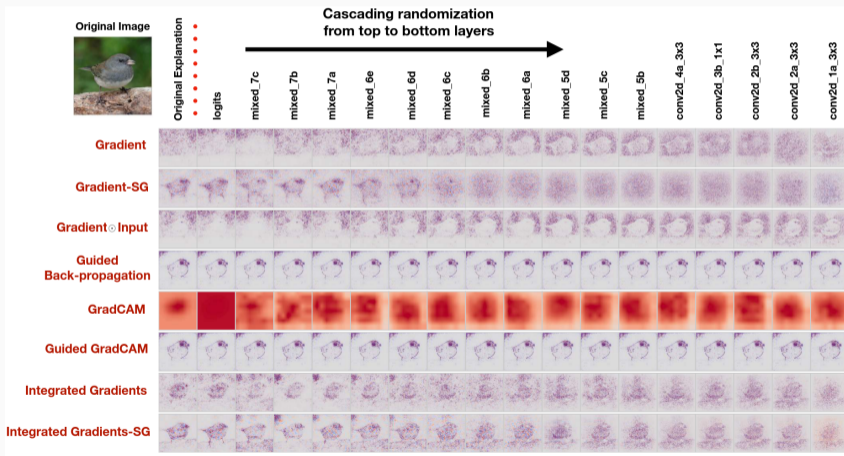 Cascading randomization
from top to bottom layers
Original Image
Original Explanation
logits
mixed_7c
mixed_7b
mixed_7a
mixed_6e
mixed_6d
mixed_6c
mixed_6b
mixed_6a
mixed_5d
mixed_5c
mixed_5b
conv2d_4a_3x3
conv2d_3b_1x1
conv2d_2b_3x3
conv2d_2a_3x3
conv2d_1a_3x3
Gradient
Gradient-SG
Gradient⊙Input
Guided
Back-propagation
GradCAM
Guided GradCAM
Integrated Gradients
Integrated Gradients-SG